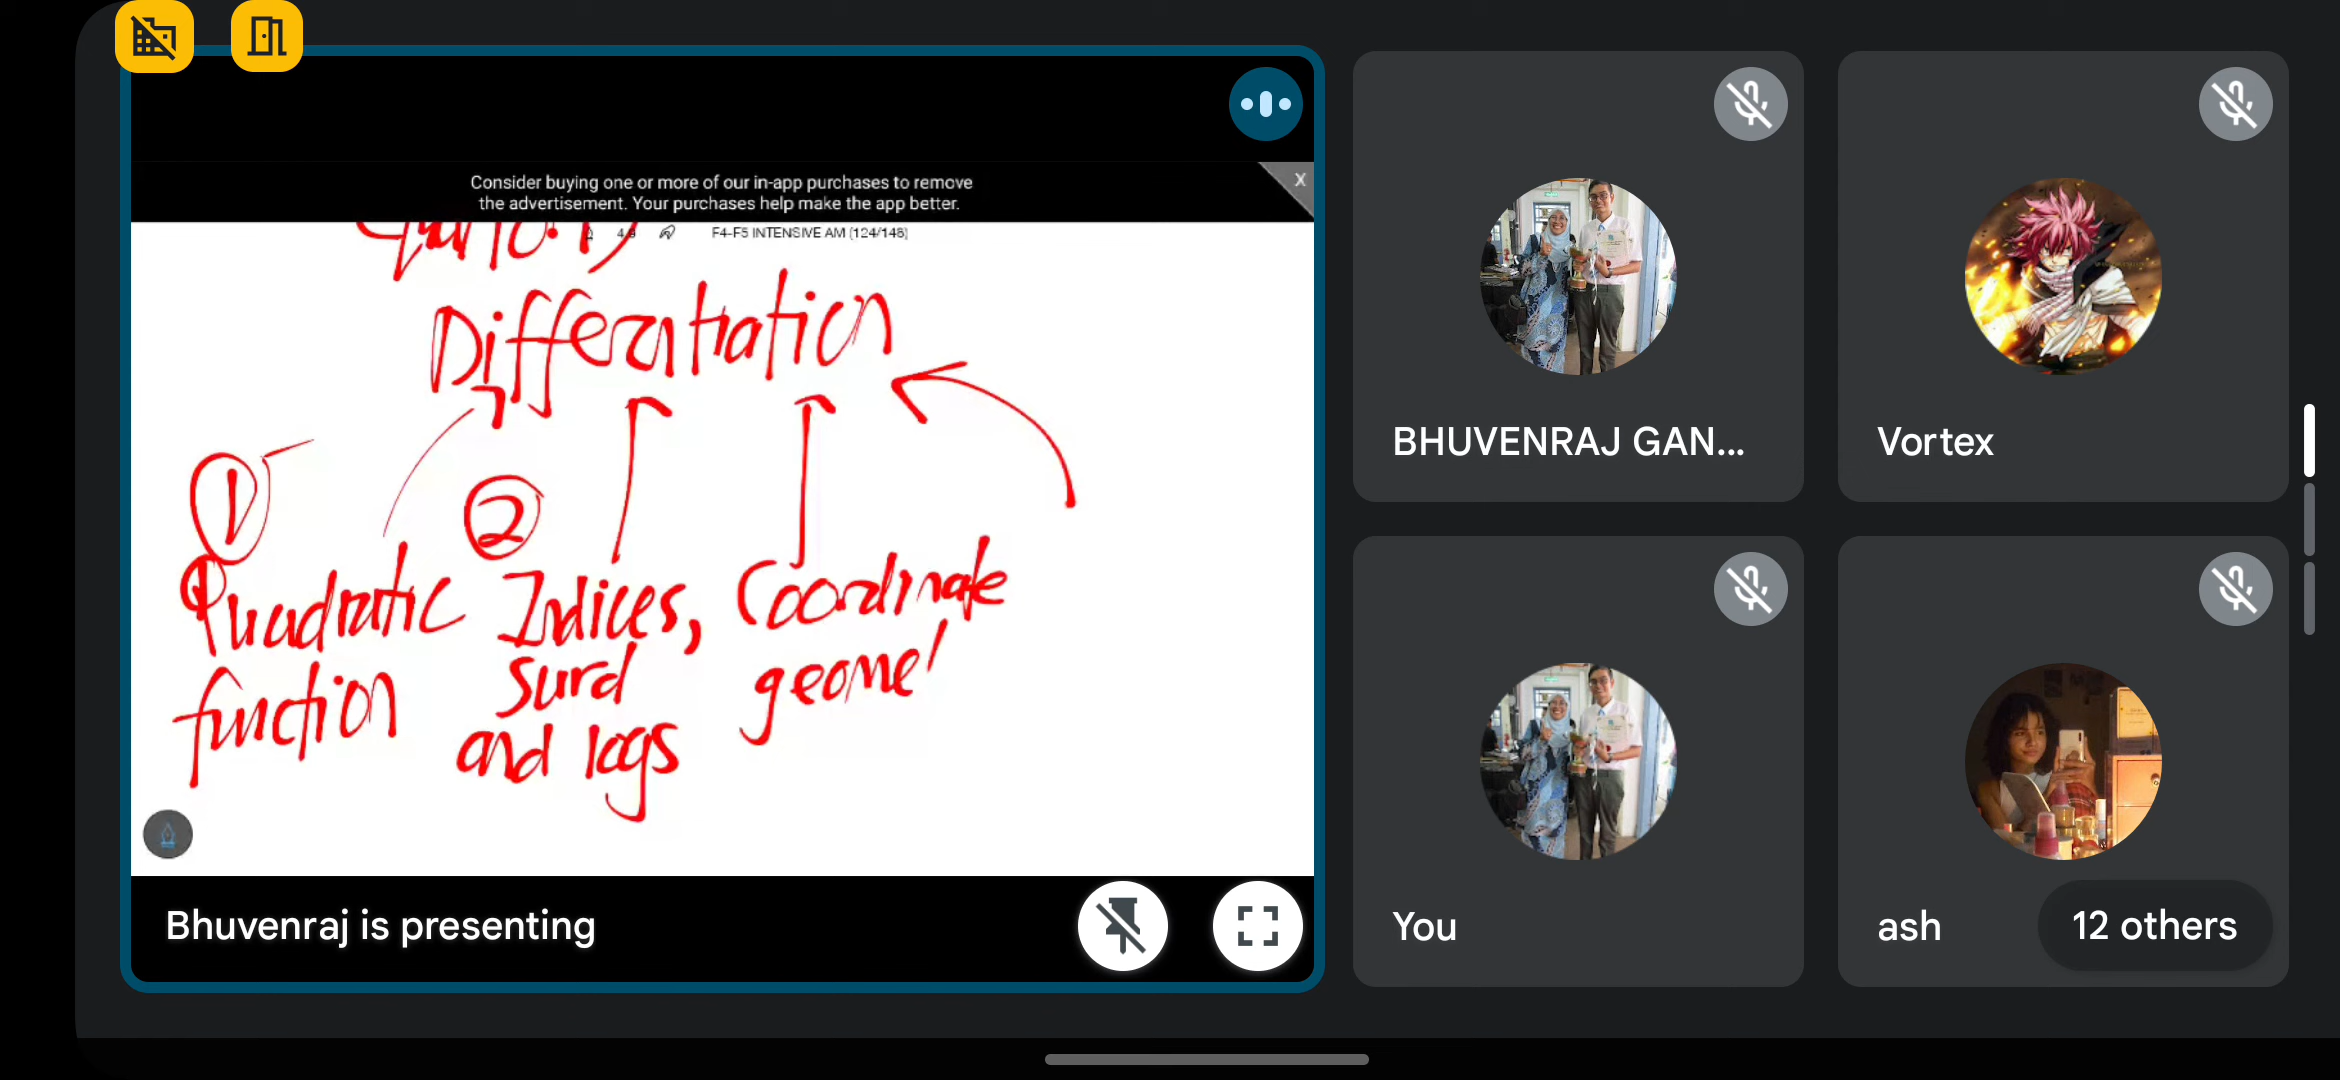 Consider buying one or more of our in-app purchases to remove
the advertisement. Your purchases help make the app better.
X
F4-F5 INTENSIVE AM (124/148)
Differentiation
1
2
Quadratic Indices, Coordinate
function surd geome
and logs
Bhuvenraj is presenting
BHUVENRAJ GAN...
Vortex
You
ash
12 others